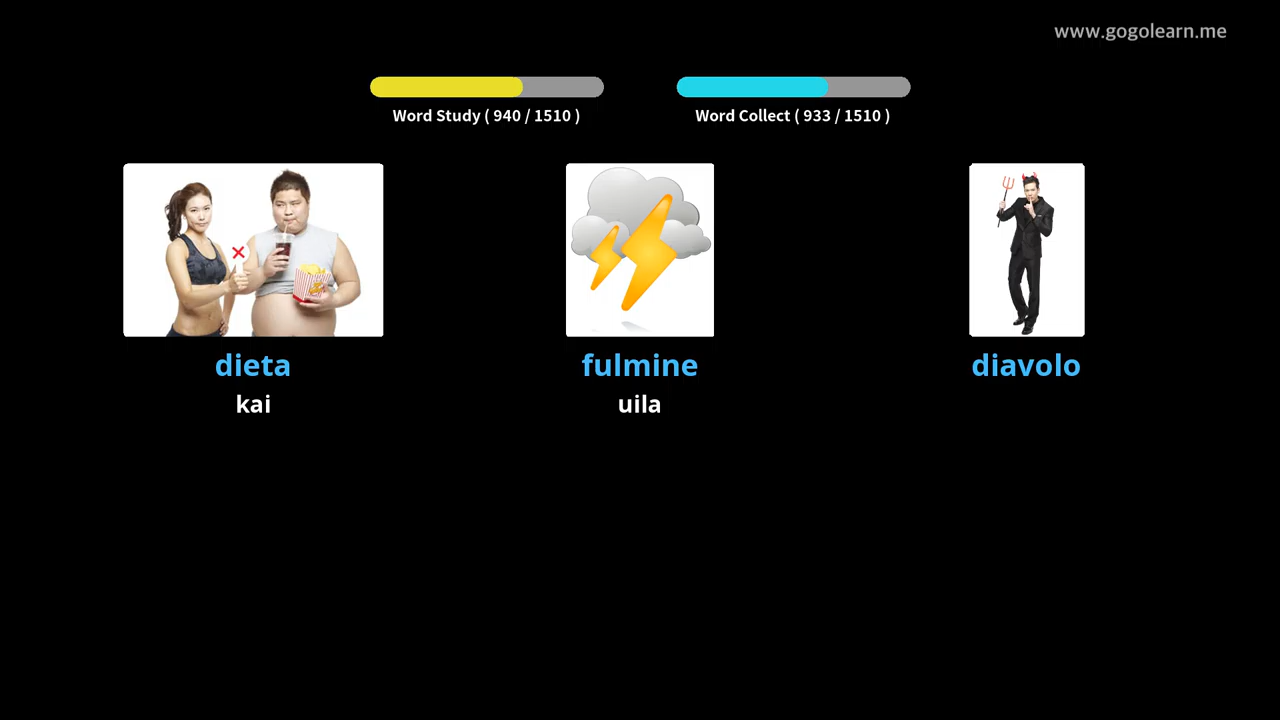 www.gogolearn.me
Word Study ( 940 / 1510 )
Word Collect ( 933 / 1510 )
dieta
fulmine
diavolo
kai
uila